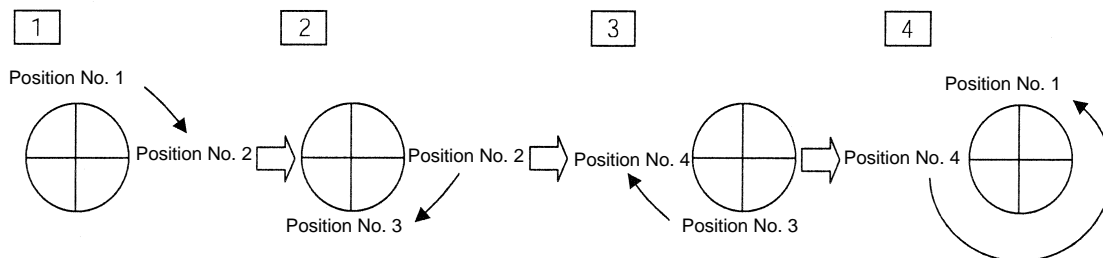 1
Position No. 1
Position No. 2
2
Position No. 2
Position No. 3
3
Position No. 4
Position No. 3
4
Position No. 1
Position No. 4